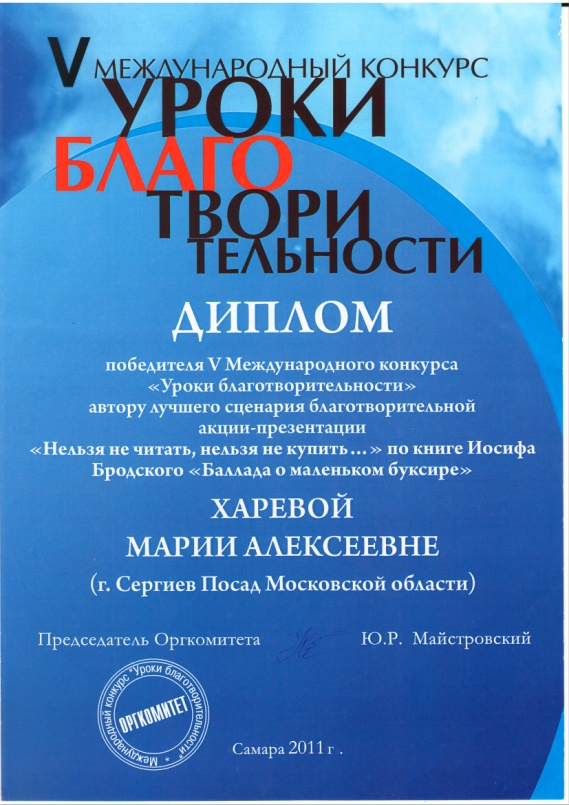 V МЕЖДУНАРОДНЫЙ КОНКУРС
УРОКИ
БЛАГО
ТВОРИ
ТЕЛЬНОСТИ
ДИПЛОМ
победителя V Международного конкурса
«Уроки благотворительности»
автору лучшего сценария благотворительной
акции-презентации
«Нельзя не читать, нельзя не купить…» по книге Иосифа
Бродского «Баллада о маленьком буксире»
ХАРЕВОЙ
МАРИИ АЛЕКСЕЕВНЕ
(г. Сергиев Посад Московской области)
Председатель Оргкомитета Ю.Р. Майстровский
* Международный конкурс "Уроки благотворительности" *
ОРГКОМИТЕТ
Самара 2011 г .